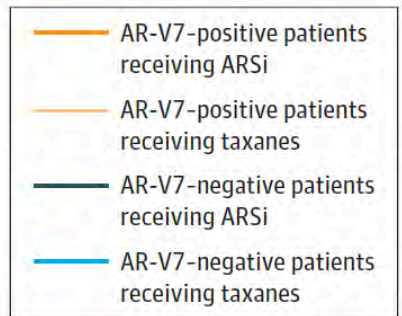 AR-V7-positive patients
receiving ARSi
AR-V7-positive patients
receiving taxanes
AR-V7-negative patients
receiving ARSi
AR-V7-negative patients
receiving taxanes